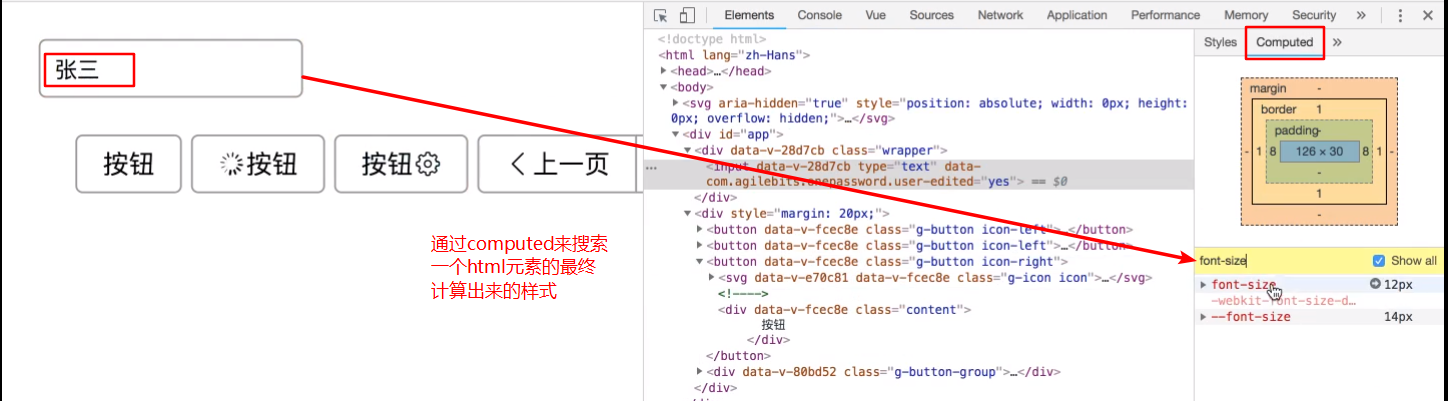 Elements Console Vue Sources Network Application Performance Memory Security »
Styles Computed »
张三
按钮 按钮 按钮 上一页
通过computed来搜索
一个html元素的最终
计算出来的样式
<!doctype html>
<html lang="zh-Hans">
<head>…</head>
<body>
<svg aria-hidden="true" style="position: absolute; width: 0px; height:
0px; overflow: hidden;">…</svg>
<div id="app">
<div data-v-28d7cb class="wrapper">
<input data-v-28d7cb type="text" data-
com.agilebits.onepassword.user-edited="yes"> == $0
</div>
<div style="margin: 20px;">
<button data-v-fcec8e class="g-button icon-left">…</button>
<button data-v-fcec8e class="g-button icon-left">…</button>
<button data-v-fcec8e class="g-button icon-right">
<svg data-v-e70c81 data-v-fcec8e class="g-icon icon">…</svg>
<!---->
<div data-v-fcec8e class="content">
按钮
</div>
</button>
<div data-v-80bd52 class="g-button-group">…</div>
</div>
margin -
border 1
padding -
- 1 8 126 × 30 8 1 -
-
1
-
font-size Show all
font-size 12px
-webkit-font-size-d…
--font-size 14px